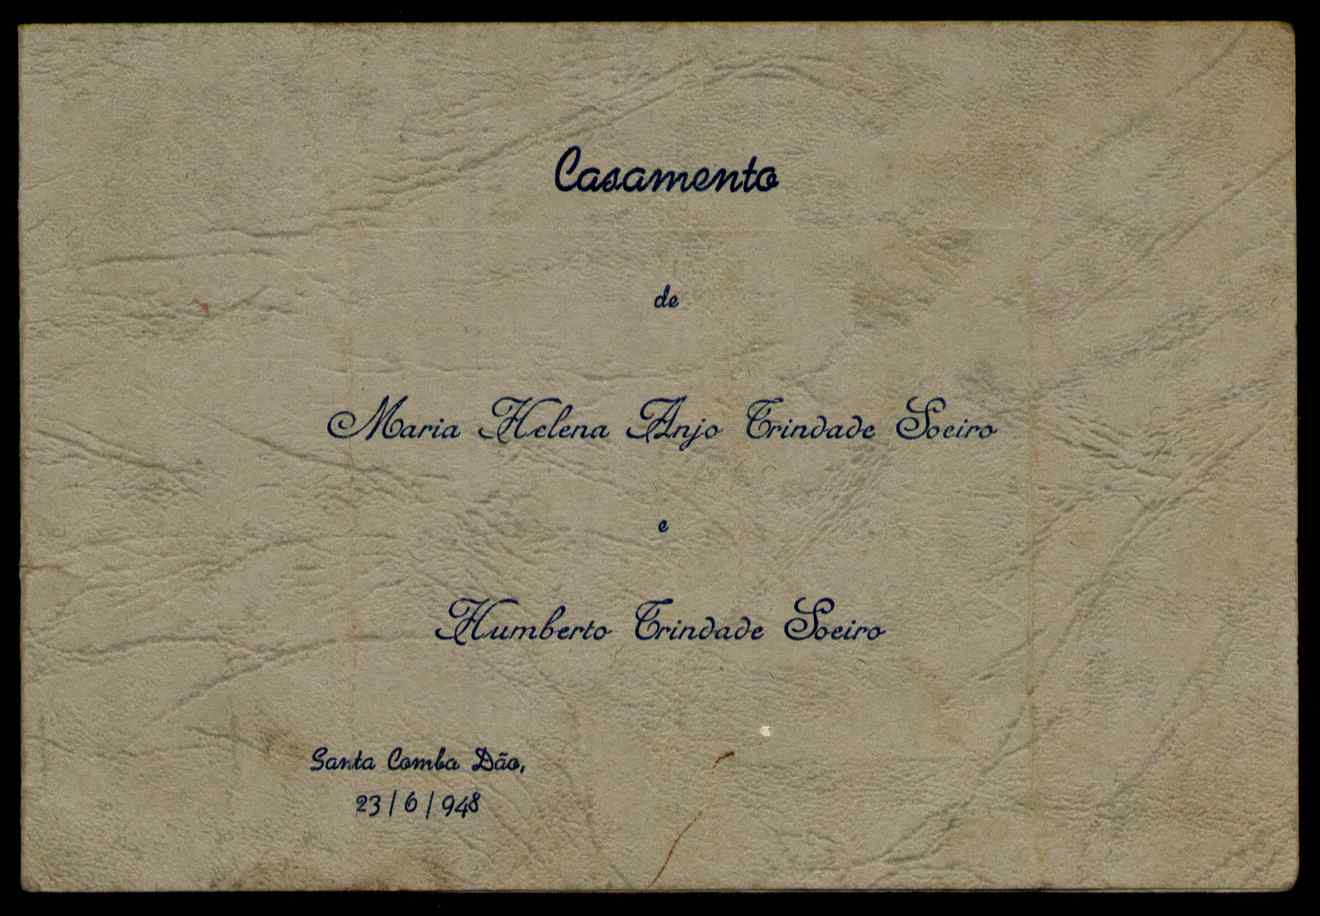 Casamento
de
Maria Helena Anjo Trindade Soeiro
e
Humberto Trindade Soeiro
Santa Comba Dão,
23/6/948